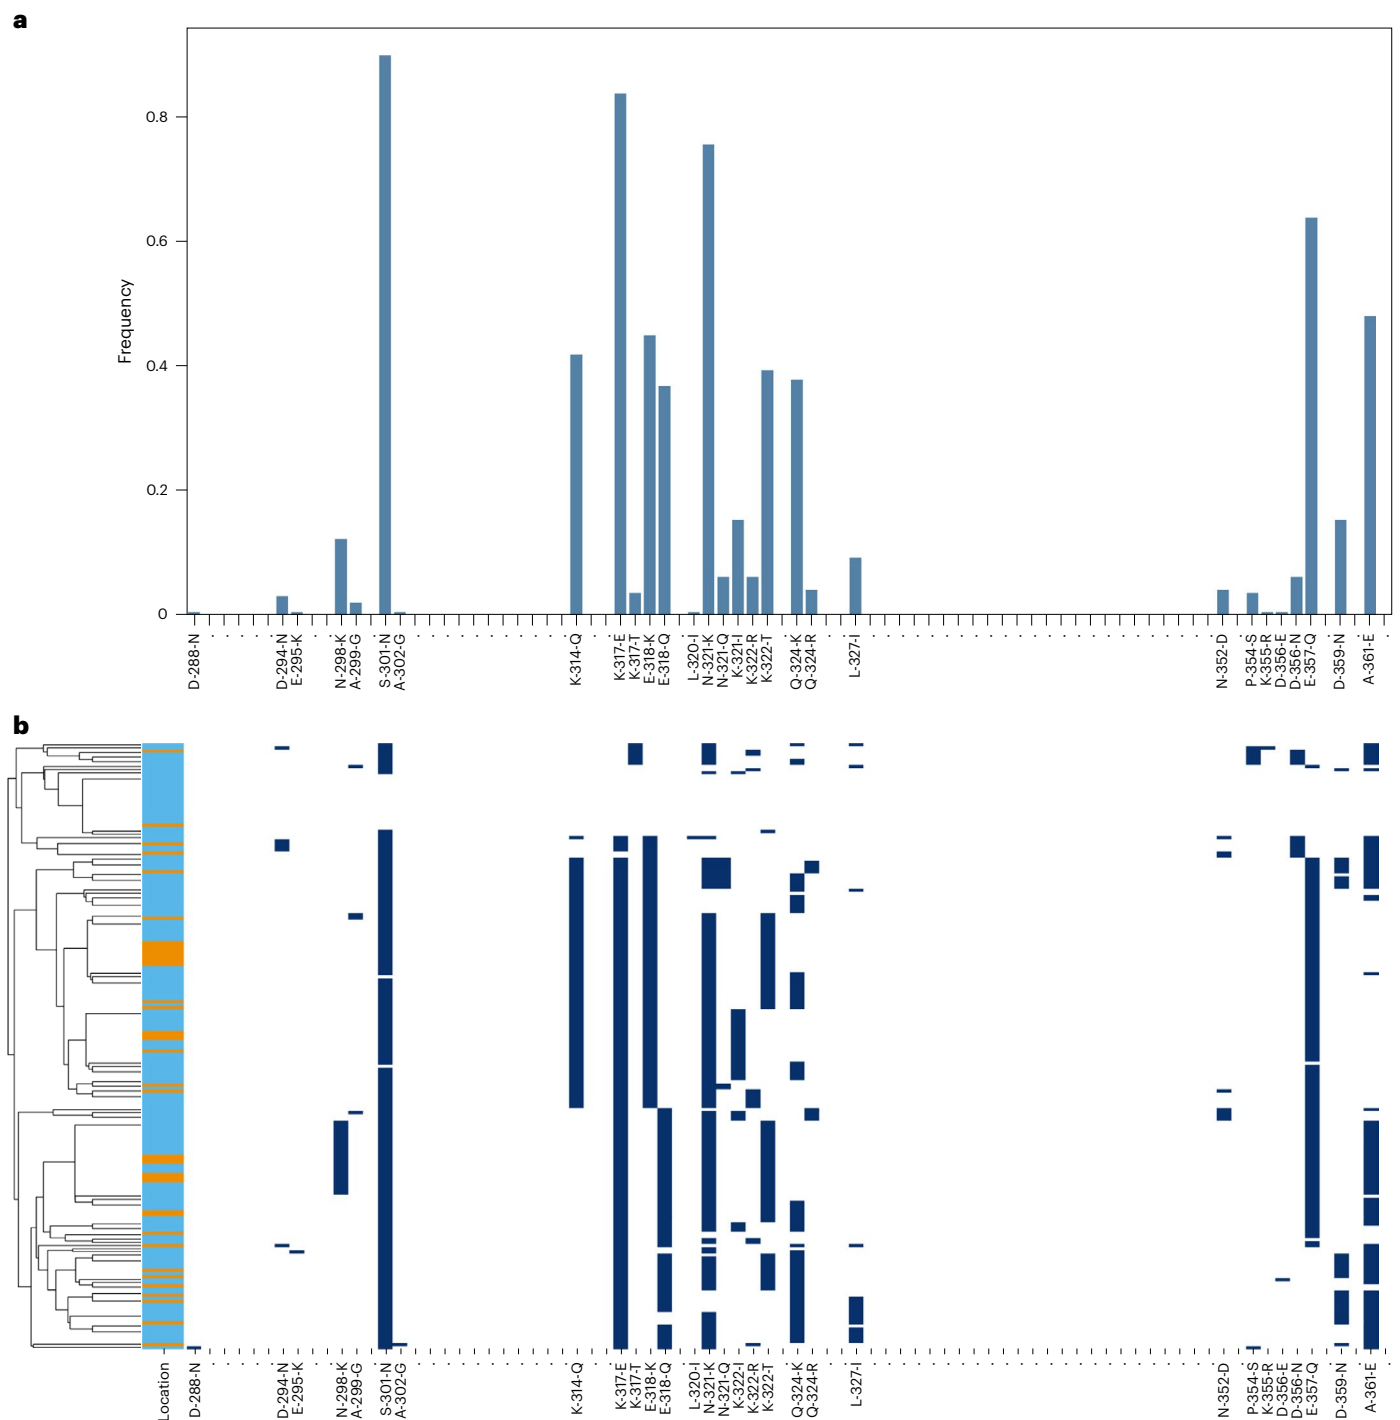 a
Frequency
0.8
0.6
0.4
0.2
0
D-288-N
D-294-N
E-295-K
N-298-K
A-299-G
S-301-N
A-302-G
K-314-Q
K-317-E
K-317-T
E-318-K
E-318-Q
L-320-I
N-321-K
N-321-Q
K-321-I
K-322-R
K-322-T
Q-324-K
Q-324-R
L-327-I
N-352-D
P-354-S
K-355-R
D-356-E
D-356-N
E-357-Q
D-359-N
A-361-E
b
Location
D-288-N
D-294-N
E-295-K
N-298-K
A-299-G
S-301-N
A-302-G
K-314-Q
K-317-E
K-317-T
E-318-K
E-318-Q
L-320-I
N-321-K
N-321-Q
K-322-I
K-322-R
K-322-T
Q-324-K
Q-324-R
L-327-I
N-352-D
P-354-S
K-355-R
D-356-E
D-356-N
E-357-Q
D-359-N
A-361-E